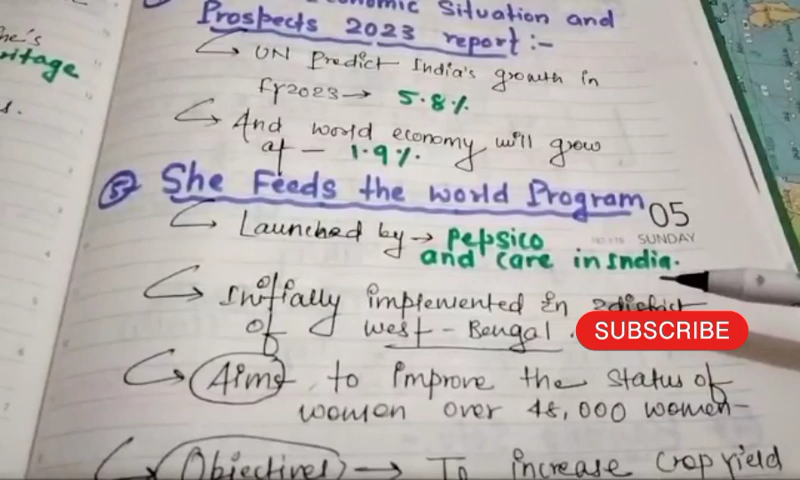 onomic Situation and
Prospects 2023 report:-
he's
ritage
s.
UN Predict India's growth in
fy2023→ 5.8%
And world economy will grow
at - 1.9%.
⑤ She Feeds the world Program
05
SUNDAY
Launched by → Pepsico
and care in India.
Initially implemented in 2 district
of West-Bengal.
SUBSCRIBE
Aims to improve the status of
women over 48,000 women-
Objectives → To increase crop yield